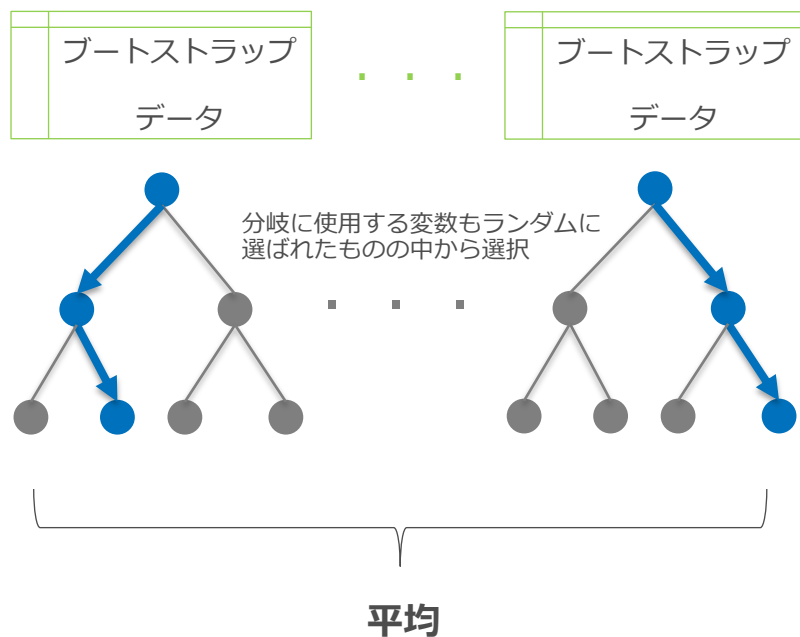 ブートストラップ
データ
ブートストラップ
データ
分岐に使用する変数もランダムに
選ばれたものの中から選択
平均